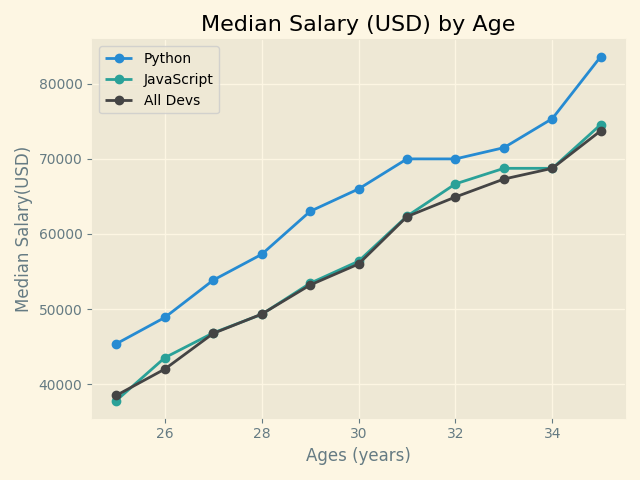 Median Salary (USD) by Age
Python
JavaScript
All Devs
80000
70000
60000
50000
40000
Median Salary(USD)
26 28 30 32 34
Ages (years)